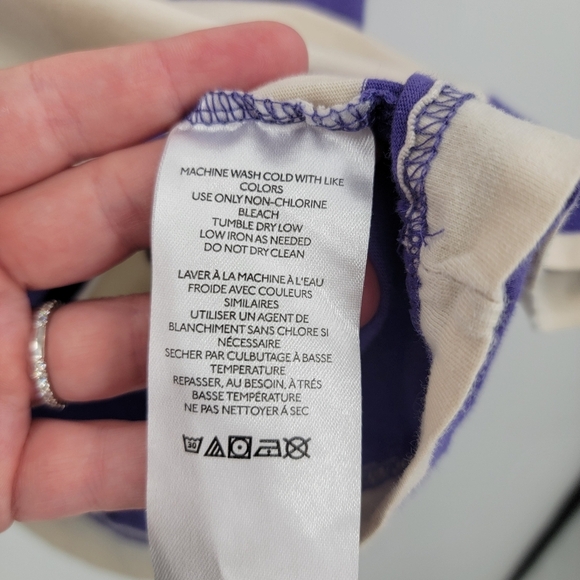 MACHINE WASH COLD WITH LIKE
COLORS
USE ONLY NON-CHLORINE
BLEACH
TUMBLE DRY LOW
LOW IRON AS NEEDED
DO NOT DRY CLEAN
LAVER À LA MACHINE À L'EAU
FROIDE AVEC COULEURS
SIMILAIRES
UTILISER UN AGENT DE
BLANCHIMENT SANS CHLORE SI
NÉCESSAIRE
SECHER PAR CULBUTAGE À BASSE
TEMPERATURE
REPASSER, AU BESOIN, À TRÉS
BASSE TEMPÉRATURE
NE PAS NETTOYER Á SEC
30